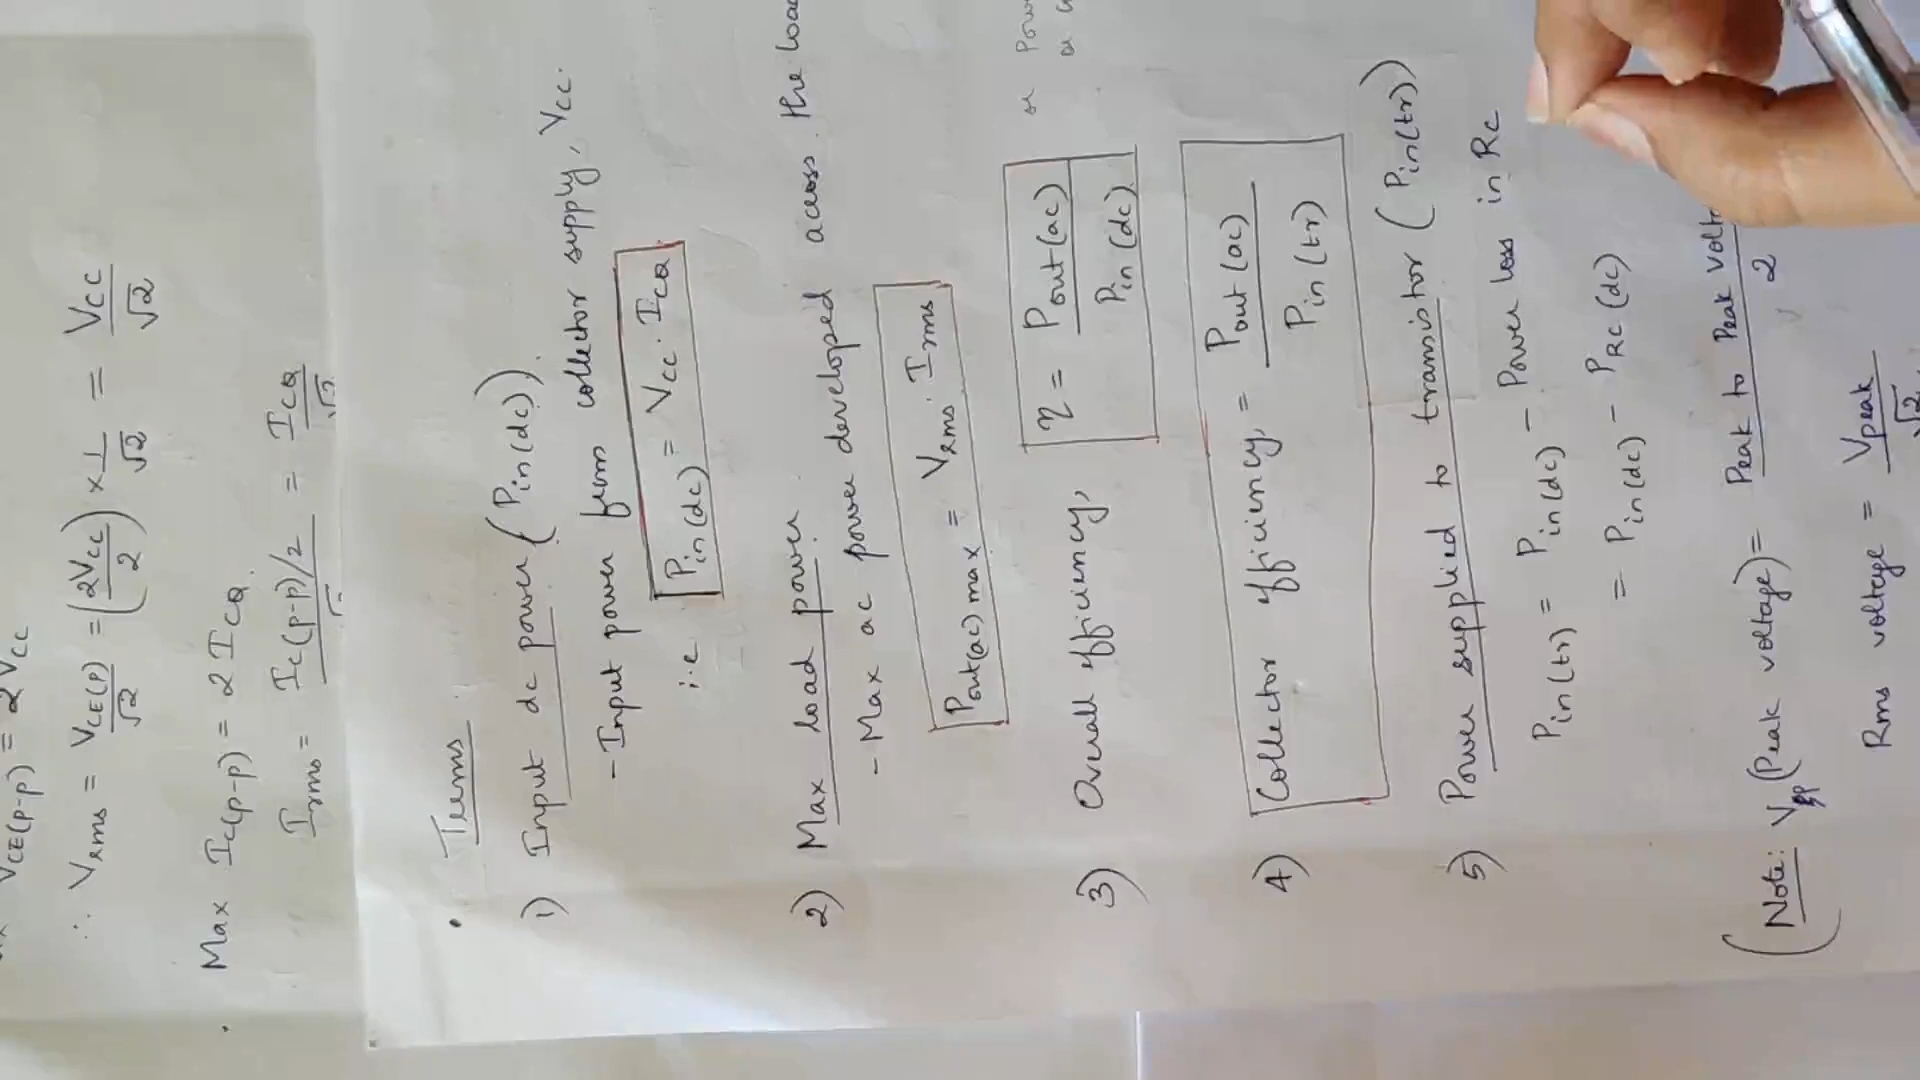 VCE(p-p) = 2 VCC
∴ Vrms = VCE(p)/√2 = (2VCC/2) × 1/√2 = VCC/√2
• Max IC(p-p) = 2 ICQ.
Irms = IC(p-p)/2 / √2 = ICQ/√2
• Terms
1) Input dc power (Pin(dc)).
- Input power from collector supply, VCC.
i.e Pin(dc) = VCC · ICQ
2) Max load power.
- Max ac power developed across the load
Pout(ac) max = Vrms · Irms
3) Overall efficiency, η = Pout(ac)/Pin(dc)
4) Collector efficiency, = Pout(ac)/Pin(tr)
5) Power supplied to transistor (Pin(tr))
Pin(tr) = Pin(dc) - Power loss in RC
= Pin(dc) - PRC(dc)
(Note: Vp (Peak voltage) = Peak to Peak / 2
Rms voltage = Vpeak/√2